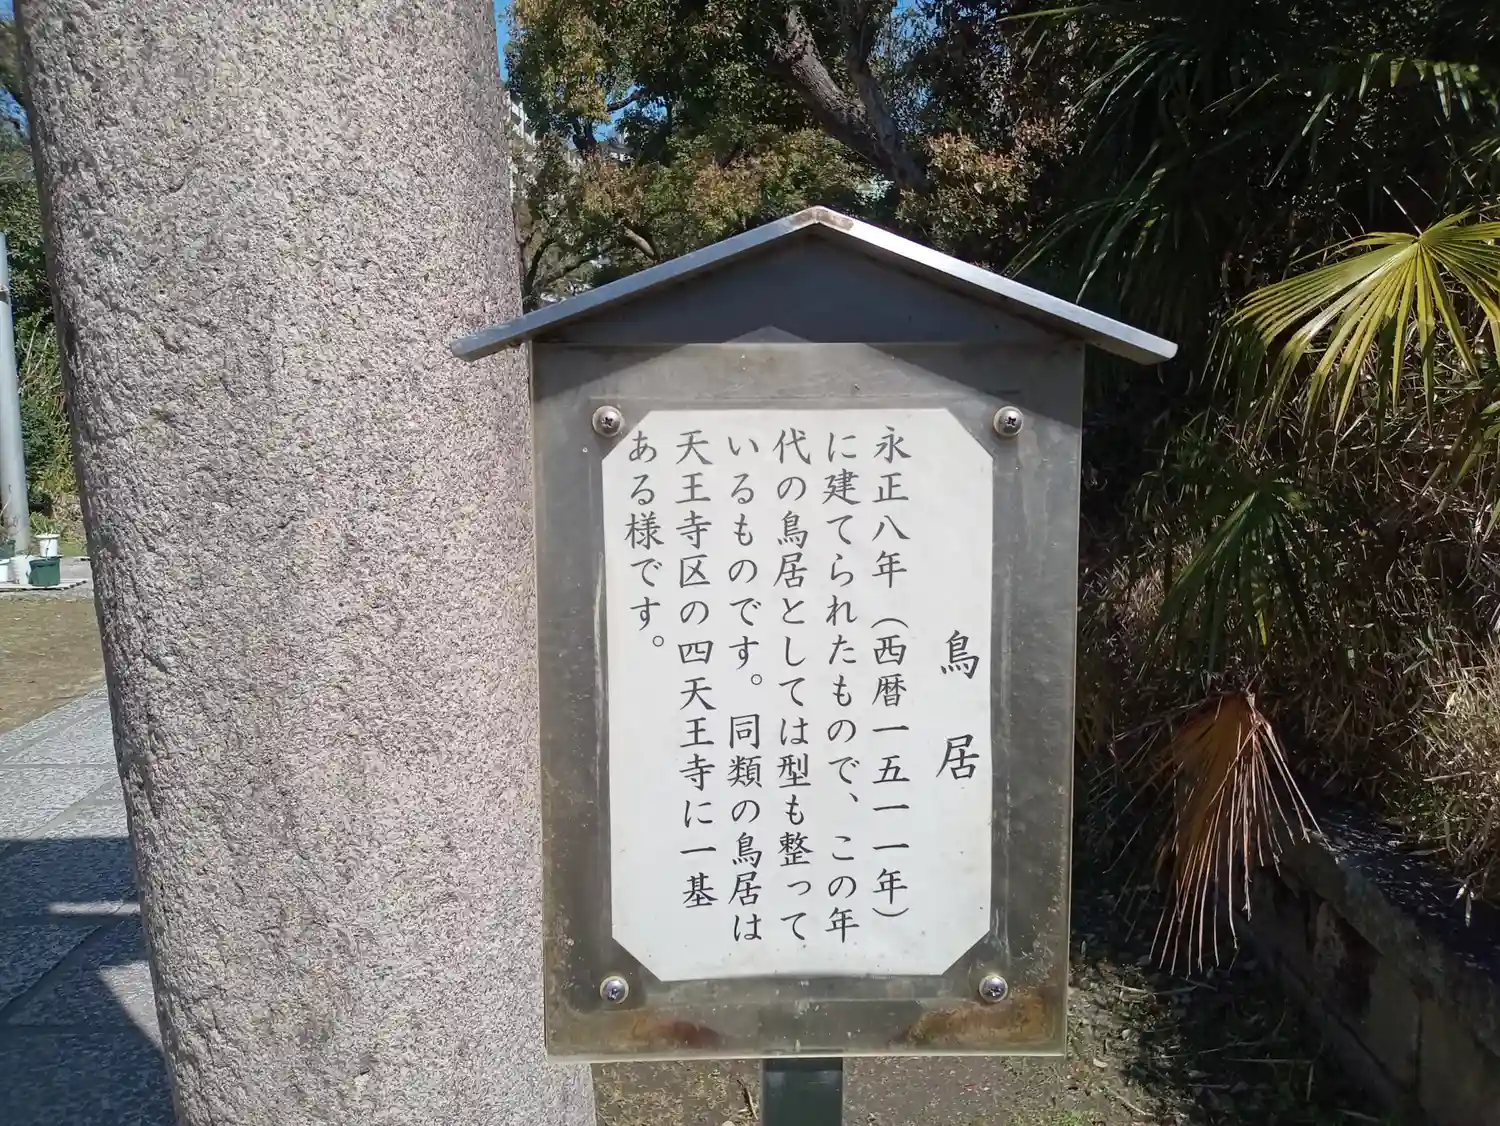 鳥居
永正八年(西暦一五一一年)
に建てられたもので、この年
代の鳥居としては型も整って
いるものです。同類の鳥居は
天王寺区の四天王寺に一基
ある様です。